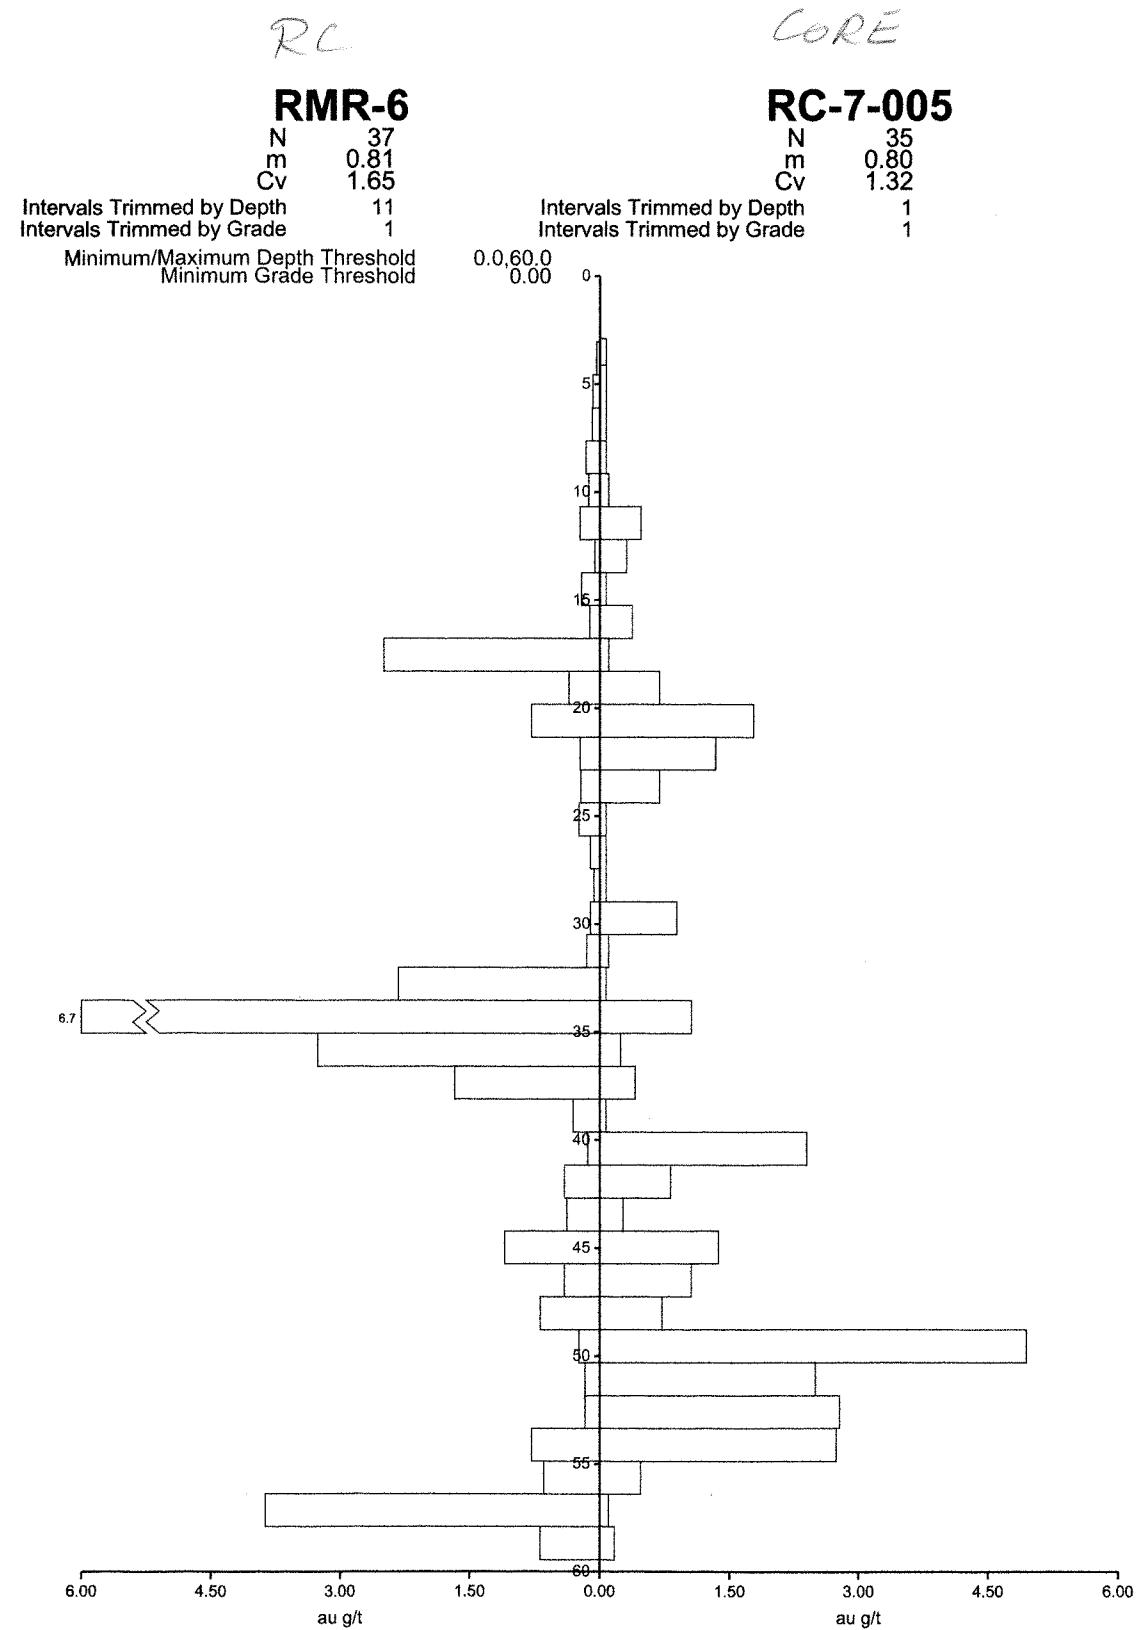 RC CORE
RMR-6 RC-7-005
N 37 N 35
m 0.81 m 0.80
Cv 1.65 Cv 1.32
Intervals Trimmed by Depth 11 Intervals Trimmed by Depth 1
Intervals Trimmed by Grade 1 Intervals Trimmed by Grade 1
Minimum/Maximum Depth Threshold 0.0,60.0
Minimum Grade Threshold 0.00
0
5
10
15
20
25
30
6.7
35
40
45
50
55
60
6.00 4.50 3.00 1.50 0.00 1.50 3.00 4.50 6.00
au g/t au g/t